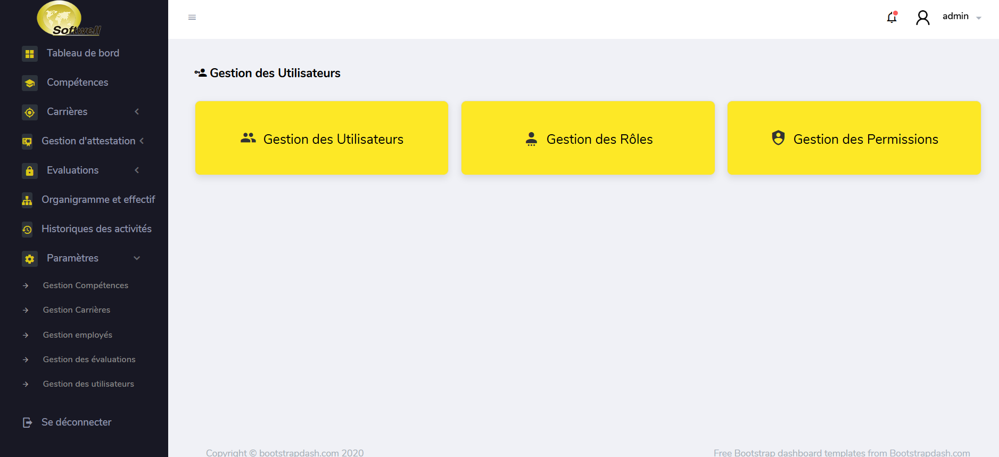 Softwell
Tableau de bord
Compétences
Carrières
Gestion d'attestation
Evaluations
Organigramme et effectif
Historiques des activités
Paramètres
Gestion Compétences
Gestion Carrières
Gestion employés
Gestion des évaluations
Gestion des utilisateurs
Se déconnecter
admin
Gestion des Utilisateurs
Gestion des Utilisateurs
Gestion des Rôles
Gestion des Permissions
Copyright © bootstrapdash.com 2020
Free Bootstrap dashboard templates from Bootstrapdash.com